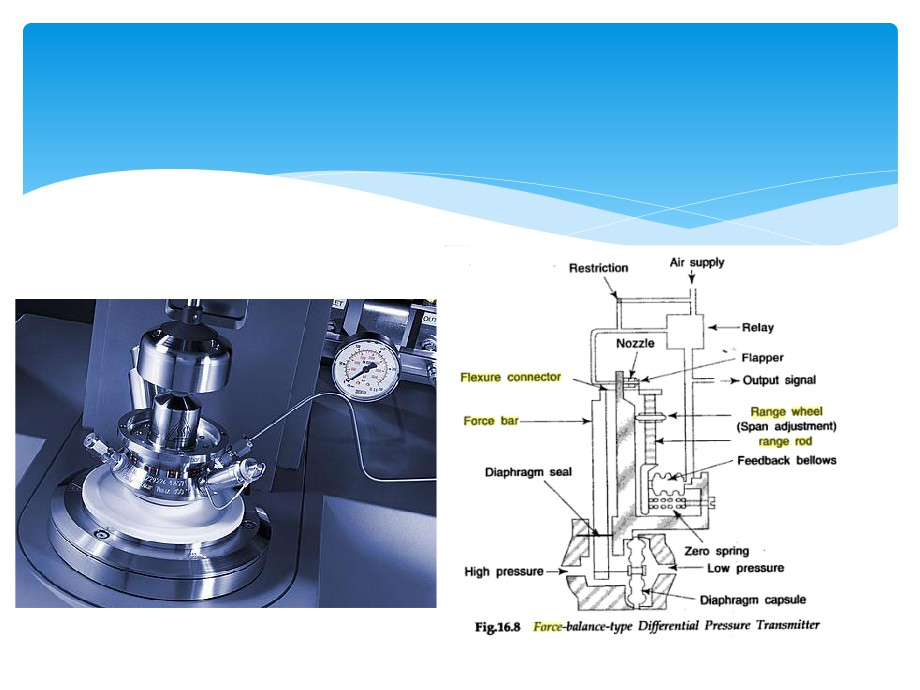 Air supply
Restriction
Relay
Nozzle
Flapper
Flexure connector
Output signal
Range wheel
(Span adjustment)
range rod
Force bar
Feedback bellows
Diaphragm seal
Zero spring
High pressure
Low pressure
Diaphragm capsule
Fig.16.8 Force-balance-type Differential Pressure Transmitter